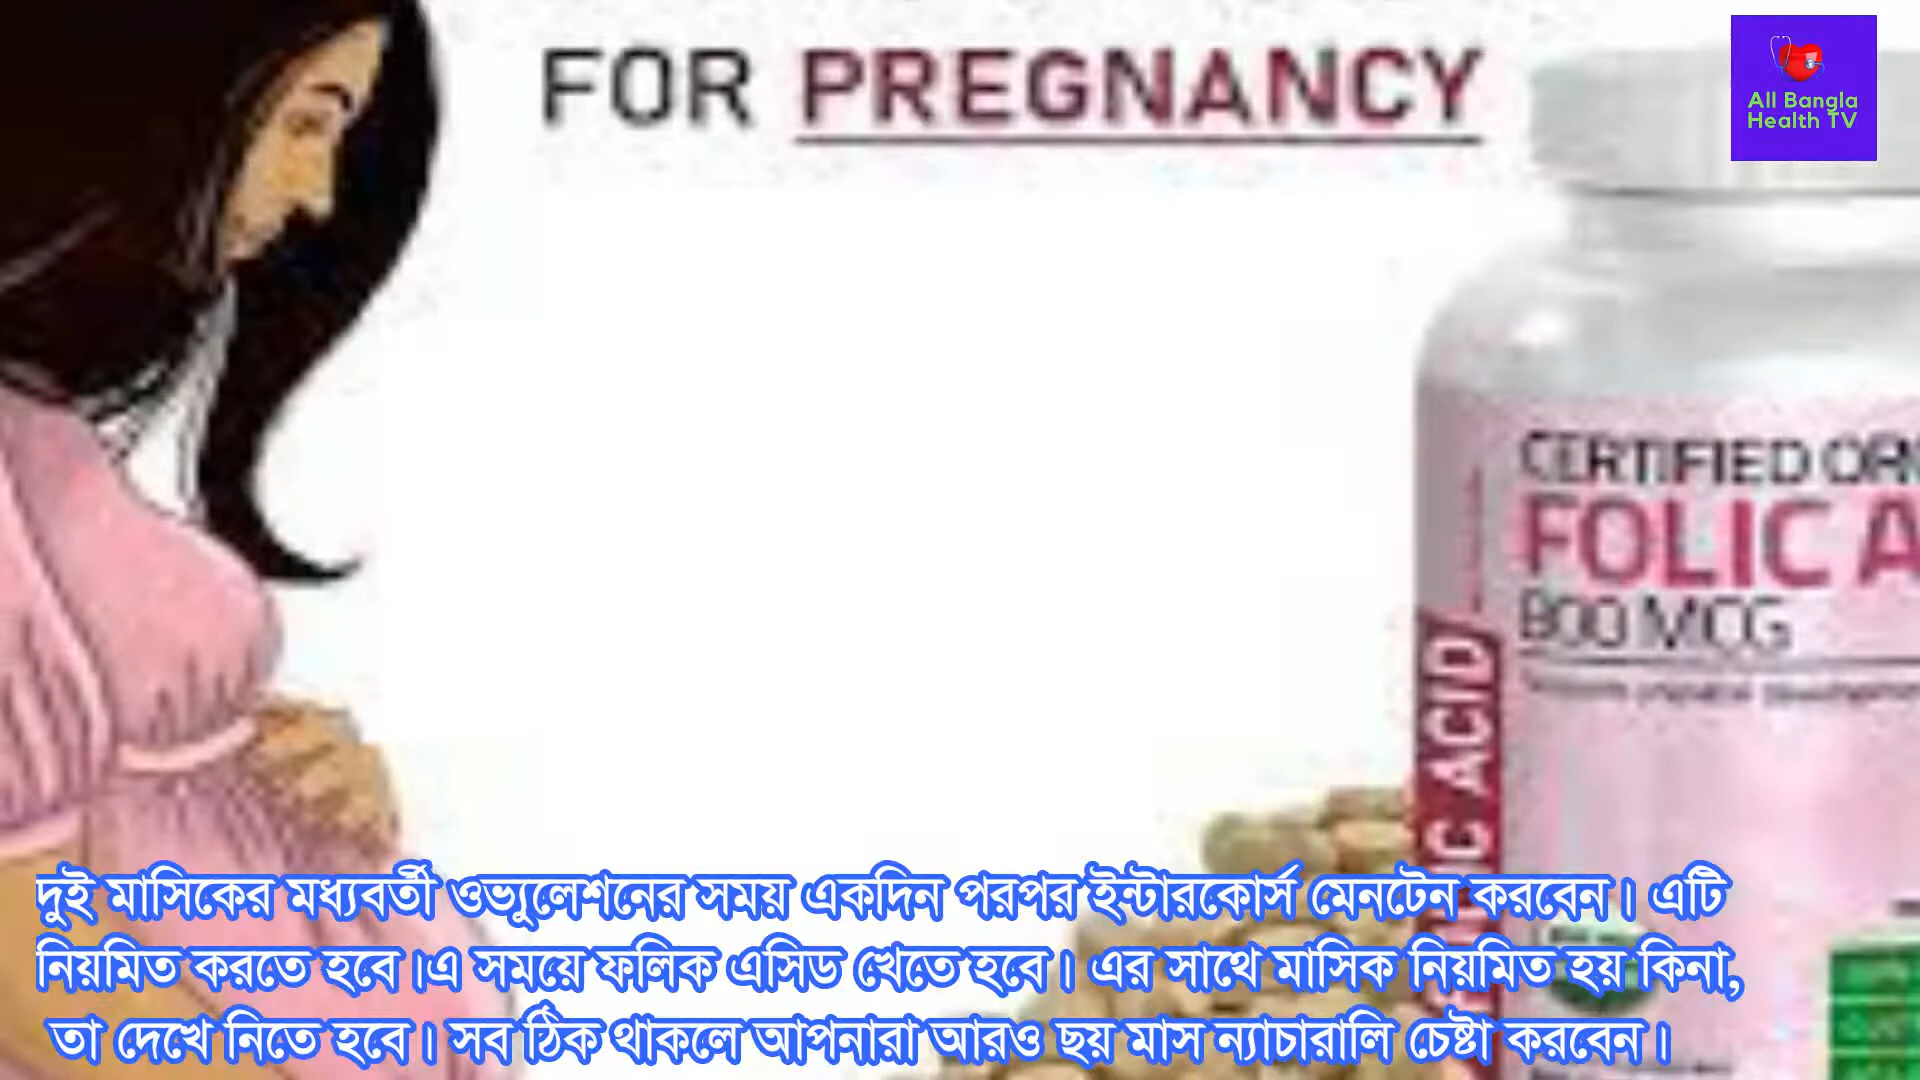 FOR PREGNANCY
All Bangla
Health TV
CERTIFIED
FOLIC A
800 MCG
ACID
দুই মাসিকের মধ্যবর্তী ওভ্যুলেশনের সময় একদিন পরপর ইন্টারকোর্স মেনটেন করবেন। এটি
নিয়মিত করতে হবে।এ সময়ে ফলিক এসিড খেতে হবে। এর সাথে মাসিক নিয়মিত হয় কিনা,
তা দেখে নিতে হবে। সব ঠিক থাকলে আপনারা আরও ছয় মাস ন্যাচারালি চেষ্টা করবেন।